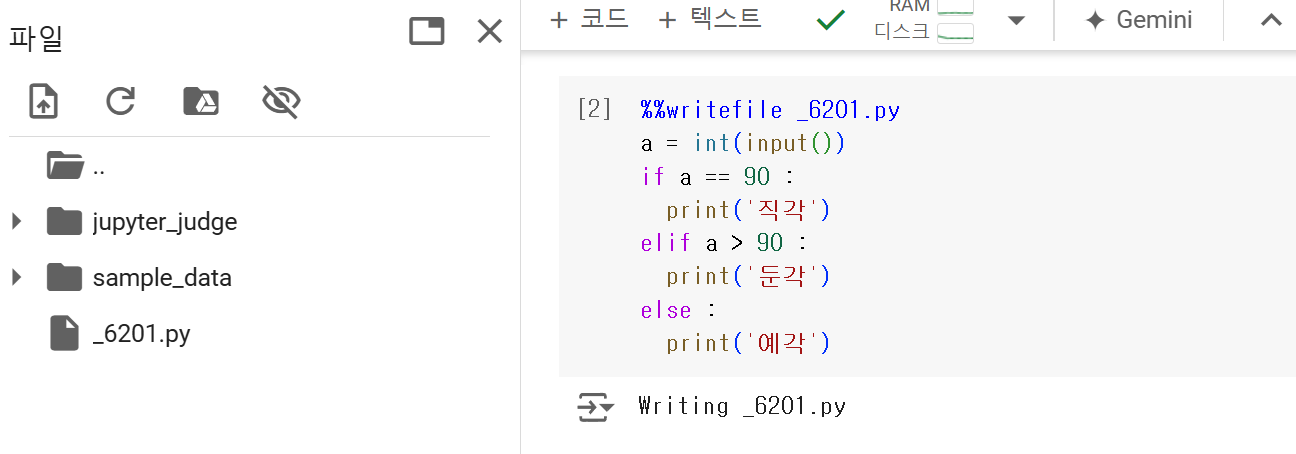 파일
+ 코드 + 텍스트
RAM
디스크
Gemini
..
jupyter_judge
sample_data
_6201.py
[2]
%%writefile _6201.py
a = int(input())
if a == 90 :
  print('직각')
elif a > 90 :
  print('둔각')
else :
  print('예각')
Writing _6201.py